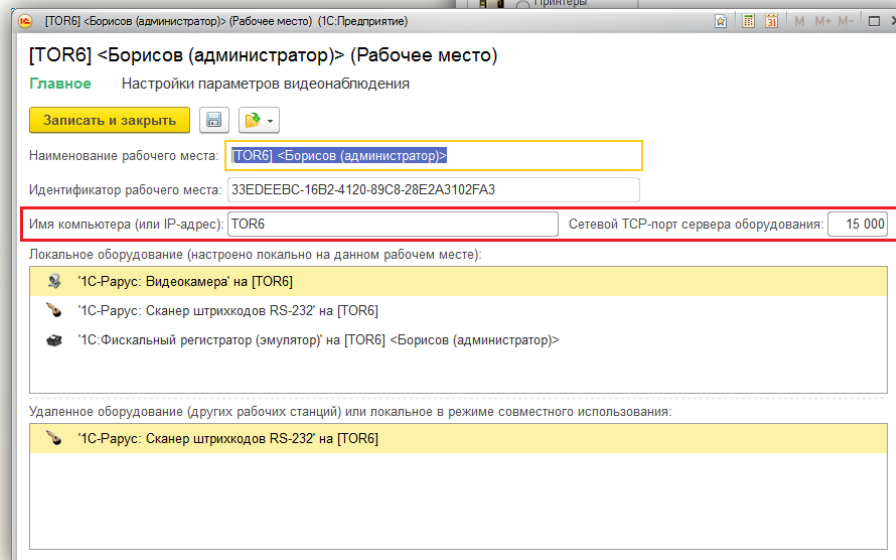 Принтеры
[TOR6] <Борисов (администратор)> (Рабочее место) (1С:Предприятие)
M M+ M-
[TOR6] <Борисов (администратор)> (Рабочее место)
Главное Настройки параметров видеонаблюдения
Записать и закрыть
Наименование рабочего места: [TOR6] <Борисов (администратор)>
Идентификатор рабочего места: 33EDEEBC-16B2-4120-89C8-28E2A3102FA3
Имя компьютера (или IP-адрес): TOR6 Сетевой TCP-порт сервера оборудования: 15 000
Локальное оборудование (настроено локально на данном рабочем месте):
'1С-Рарус: Видеокамера' на [TOR6]
'1С-Рарус: Сканер штрихкодов RS-232' на [TOR6]
'1С:Фискальный регистратор (эмулятор)' на [TOR6] <Борисов (администратор)>
Удаленное оборудование (других рабочих станций) или локальное в режиме совместного использования:
'1С-Рарус: Сканер штрихкодов RS-232' на [TOR6]